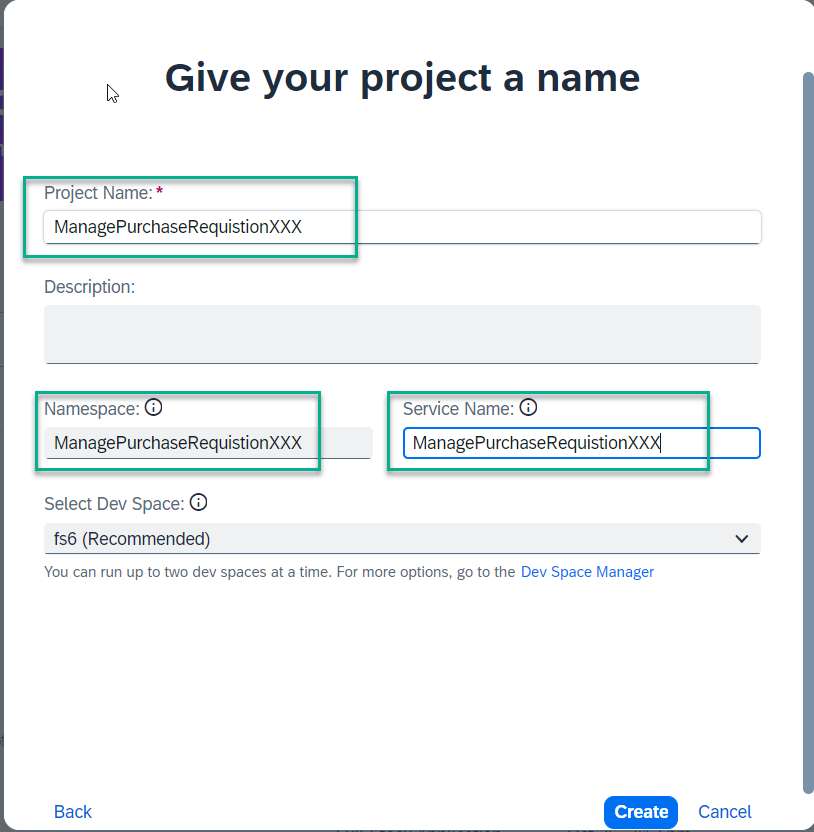 Give your project a name
Project Name: *
ManagePurchaseRequistionXXX
Description:
Namespace:
ManagePurchaseRequistionXXX
Service Name:
ManagePurchaseRequistionXXX
Select Dev Space:
fs6 (Recommended)
You can run up to two dev spaces at a time. For more options, go to the Dev Space Manager
Back
Create
Cancel